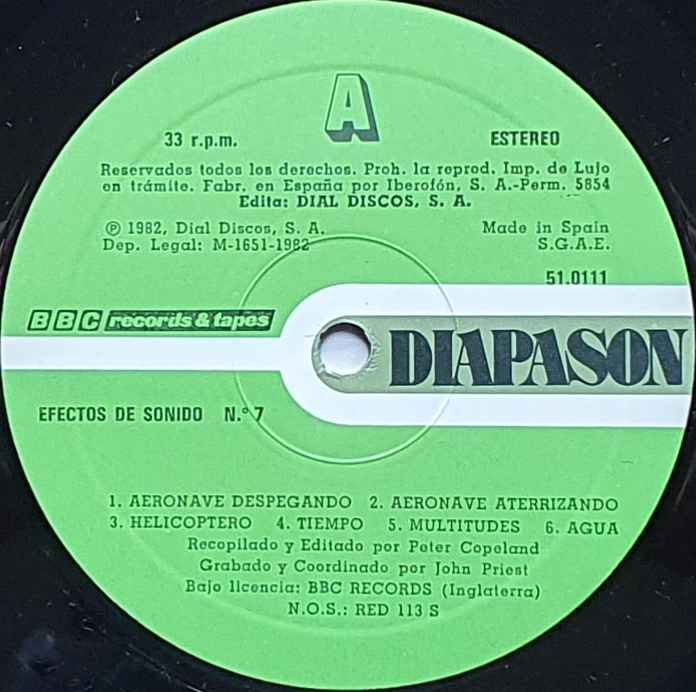 A
33 r.p.m. ESTEREO
Reservados todos los derechos. Proh. la reprod. Imp. de Lujo
en trámite. Fabr. en España por Iberofón, S. A.-Perm. 5854
Edita: DIAL DISCOS, S. A.
℗ 1982, Dial Discos, S. A. Made in Spain
Dep. Legal: M-1651-1982 S.G.A.E.
51.0111
BBC records & tapes
DIAPASON
EFECTOS DE SONIDO N.º 7
1. AERONAVE DESPEGANDO 2. AERONAVE ATERRIZANDO
3. HELICOPTERO 4. TIEMPO 5. MULTITUDES 6. AGUA
Recopilado y Editado por Peter Copeland
Grabado y Coordinado por John Priest
Bajo licencia: BBC RECORDS (Inglaterra)
N.O.S.: RED 113 S